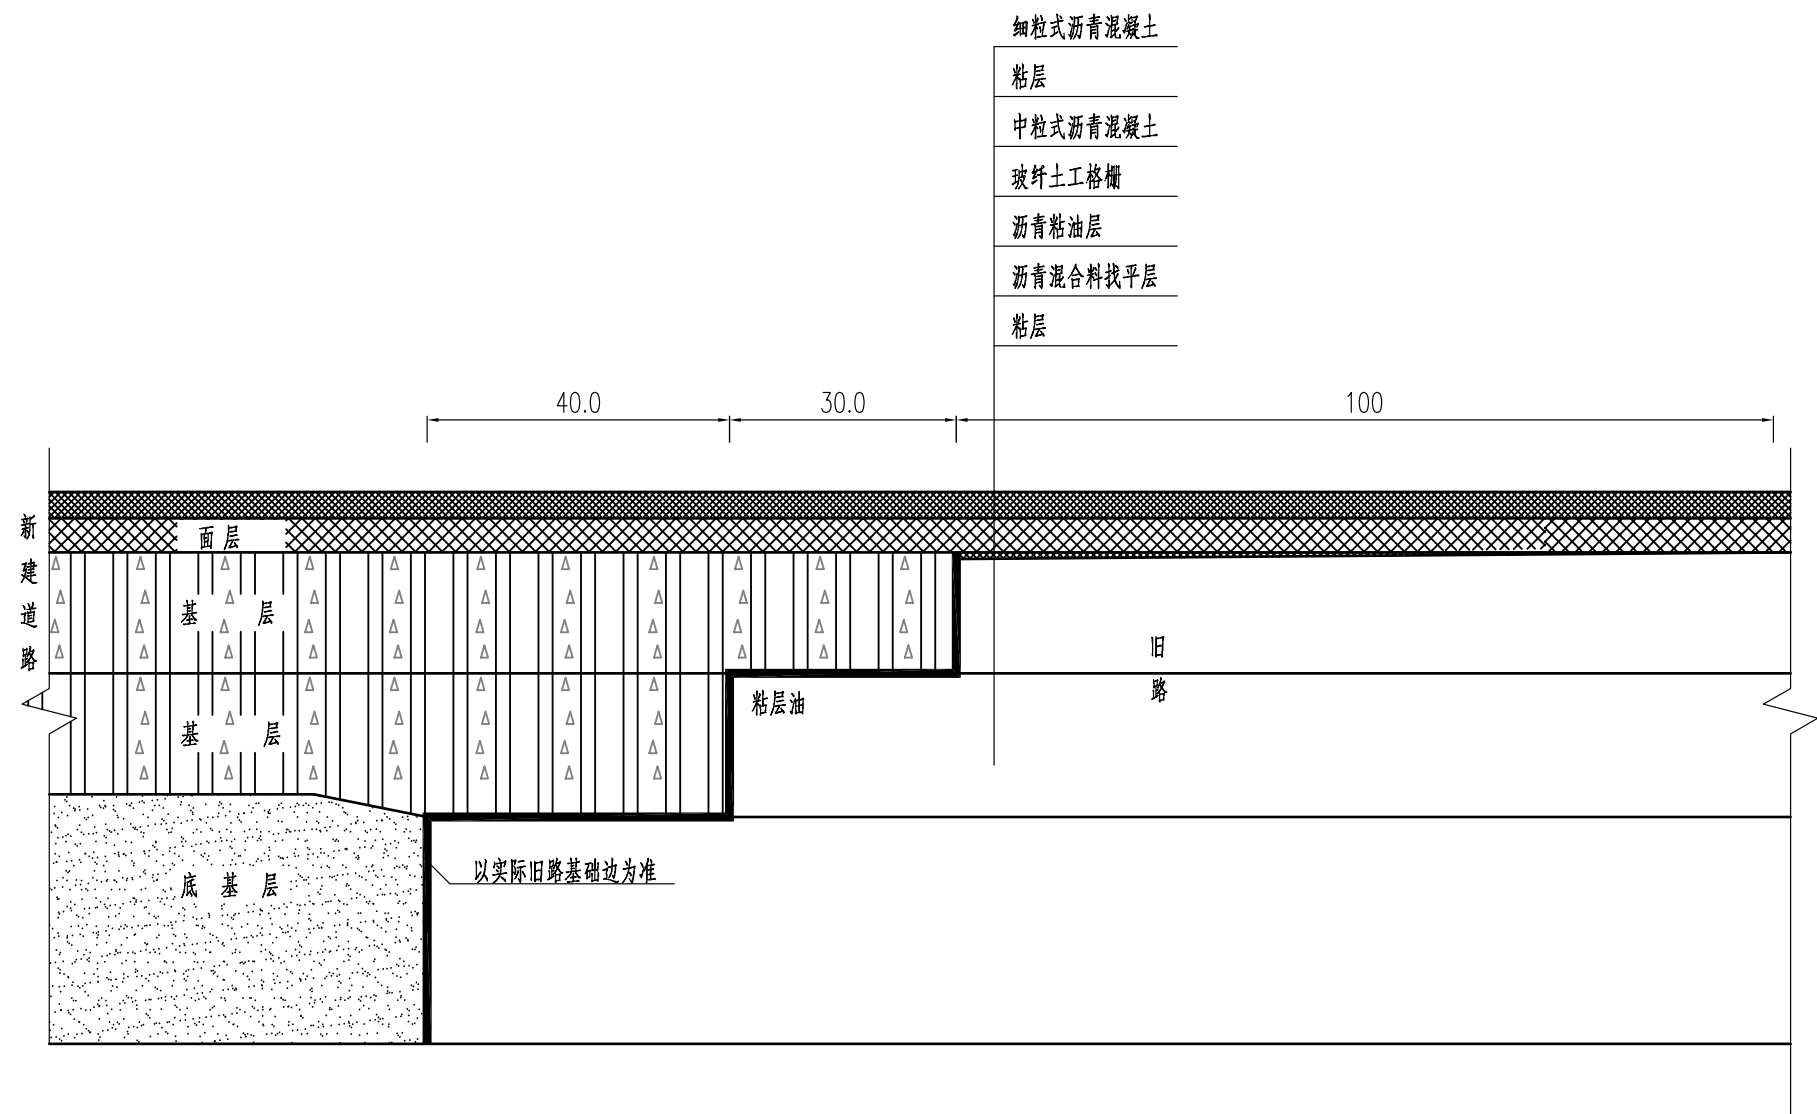 细粒式沥青混凝土
粘层
中粒式沥青混凝土
玻纤土工格栅
沥青粘油层
沥青混合料找平层
粘层
40.0
30.0
100
新建道路
面层
基层
旧路
粘层油
基层
以实际旧路基础边为准
底基层